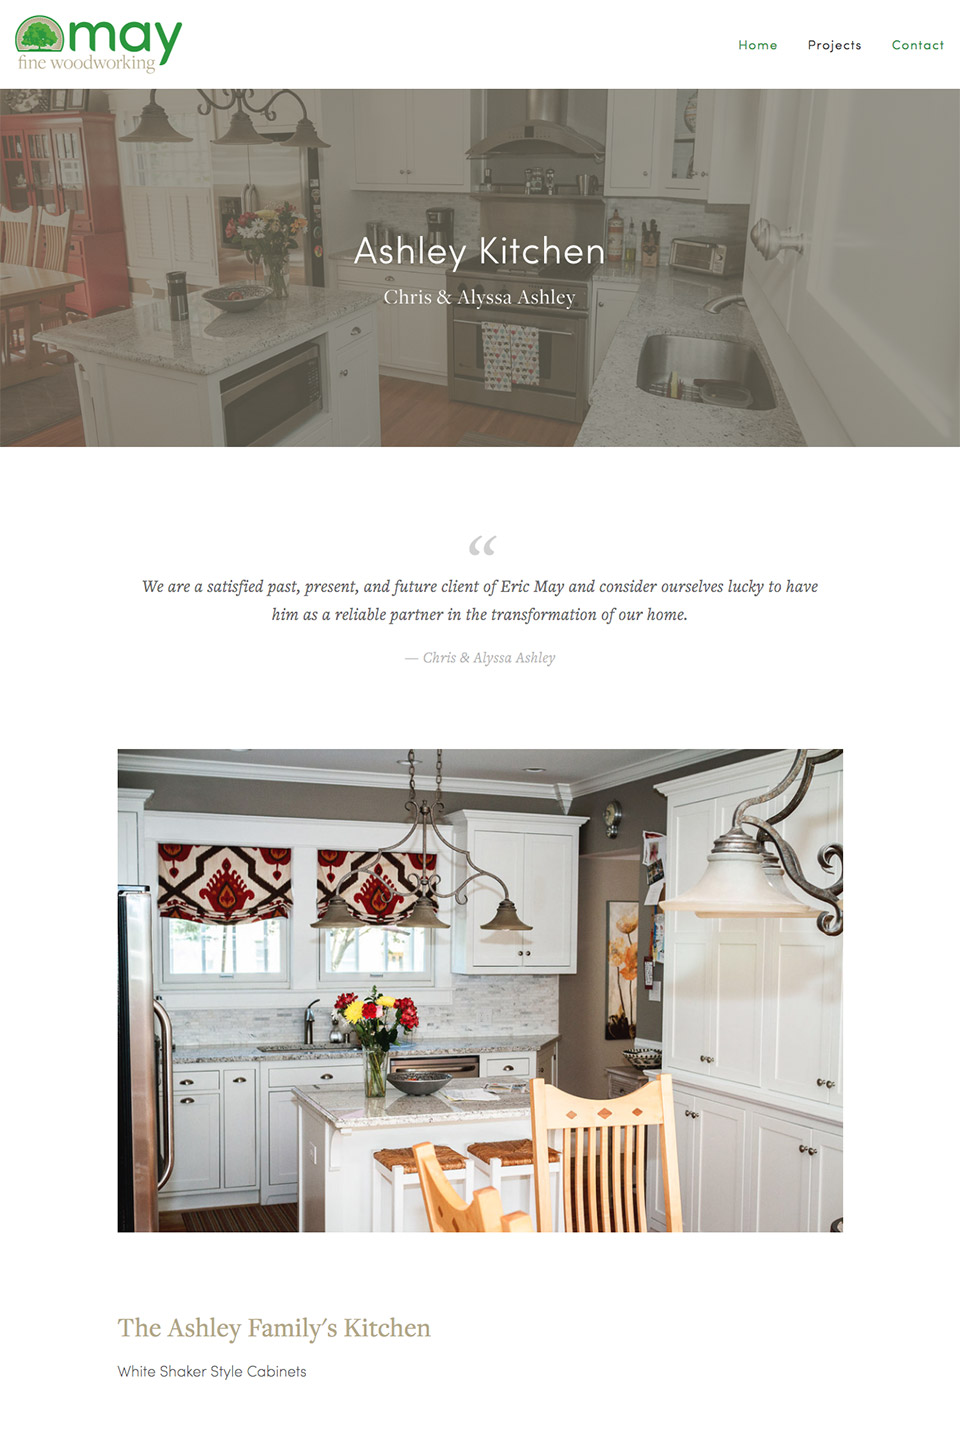 may
fine woodworking
Home Projects Contact
Ashley Kitchen
Chris & Alyssa Ashley
“
We are a satisfied past, present, and future client of Eric May and consider ourselves lucky to have
him as a reliable partner in the transformation of our home.
— Chris & Alyssa Ashley
The Ashley Family's Kitchen
White Shaker Style Cabinets